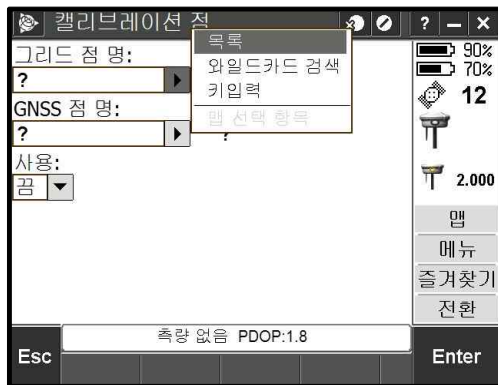 캘리브레이션 점
? – ×
목록
와일드카드 검색
키입력
맵 선택 항목
그리드 점 명:
?
GNSS 점 명:
?
?
사용:
끔
90%
70%
12
2.000
맵
메뉴
즐겨찾기
전환
측량 없음 PDOP:1.8
Esc
Enter